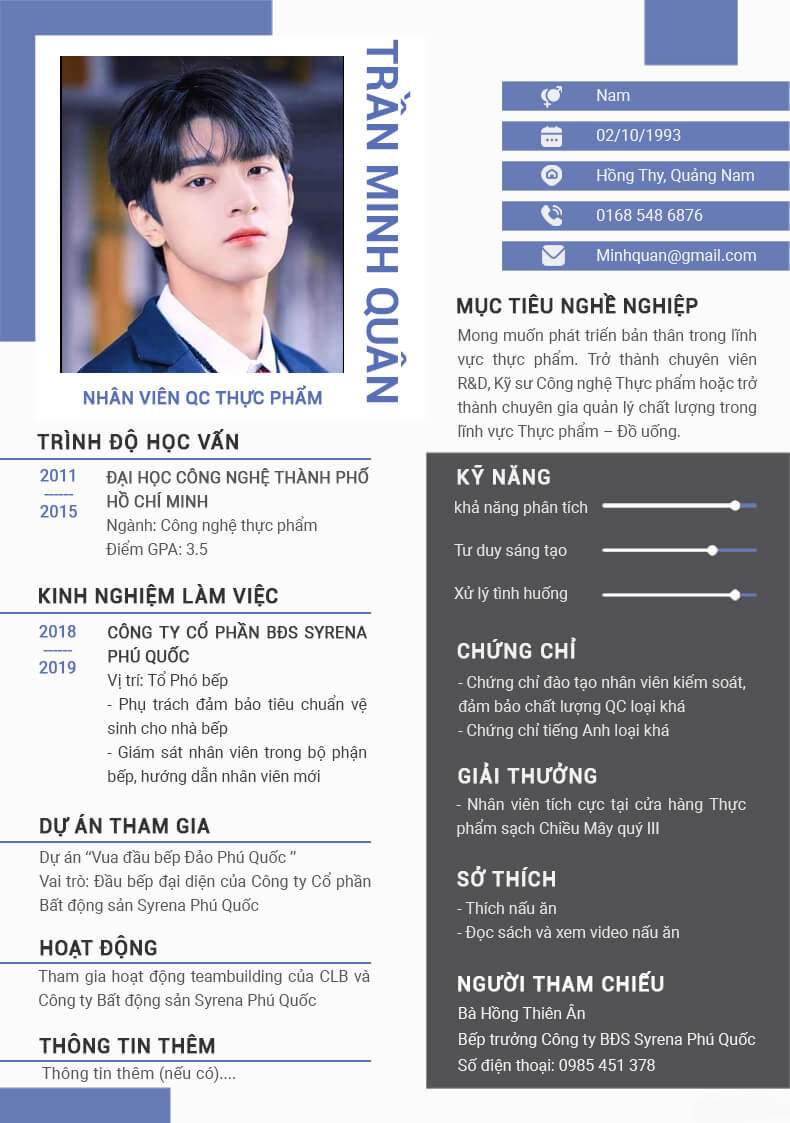 TRẦN MINH QUÂN
NHÂN VIÊN QC THỰC PHẨM
Nam
02/10/1993
Hồng Thy, Quảng Nam
0168 548 6876
Minhquan@gmail.com
MỤC TIÊU NGHỀ NGHIỆP
Mong muốn phát triển bản thân trong lĩnh
vực thực phẩm. Trở thành chuyên viên
R&D, Kỹ sư Công nghệ Thực phẩm hoặc trở
thành chuyên gia quản lý chất lượng trong
lĩnh vực Thực phẩm – Đồ uống.
TRÌNH ĐỘ HỌC VẤN
2011
------
2015
ĐẠI HỌC CÔNG NGHỆ THÀNH PHỐ
HỒ CHÍ MINH
Ngành: Công nghệ thực phẩm
Điểm GPA: 3.5
KINH NGHIỆM LÀM VIỆC
2018
------
2019
CÔNG TY CỔ PHẦN BĐS SYRENA
PHÚ QUỐC
Vị trí: Tổ Phó bếp
- Phụ trách đảm bảo tiêu chuẩn vệ
sinh cho nhà bếp
- Giám sát nhân viên trong bộ phận
bếp, hướng dẫn nhân viên mới
DỰ ÁN THAM GIA
Dự án “Vua đầu bếp Đảo Phú Quốc ”
Vai trò: Đầu bếp đại diện của Công ty Cổ phần
Bất động sản Syrena Phú Quốc
HOẠT ĐỘNG
Tham gia hoạt động teambuilding của CLB và
Công ty Bất động sản Syrena Phú Quốc
THÔNG TIN THÊM
Thông tin thêm (nếu có)....
KỸ NĂNG
khả năng phân tích
Tư duy sáng tạo
Xử lý tình huống
CHỨNG CHỈ
- Chứng chỉ đào tạo nhân viên kiểm soát,
đảm bảo chất lượng QC loại khá
- Chứng chỉ tiếng Anh loại khá
GIẢI THƯỞNG
- Nhân viên tích cực tại cửa hàng Thực
phẩm sạch Chiều Mây quý III
SỞ THÍCH
- Thích nấu ăn
- Đọc sách và xem video nấu ăn
NGƯỜI THAM CHIẾU
Bà Hồng Thiên Ân
Bếp trưởng Công ty BĐS Syrena Phú Quốc
Số điện thoại: 0985 451 378